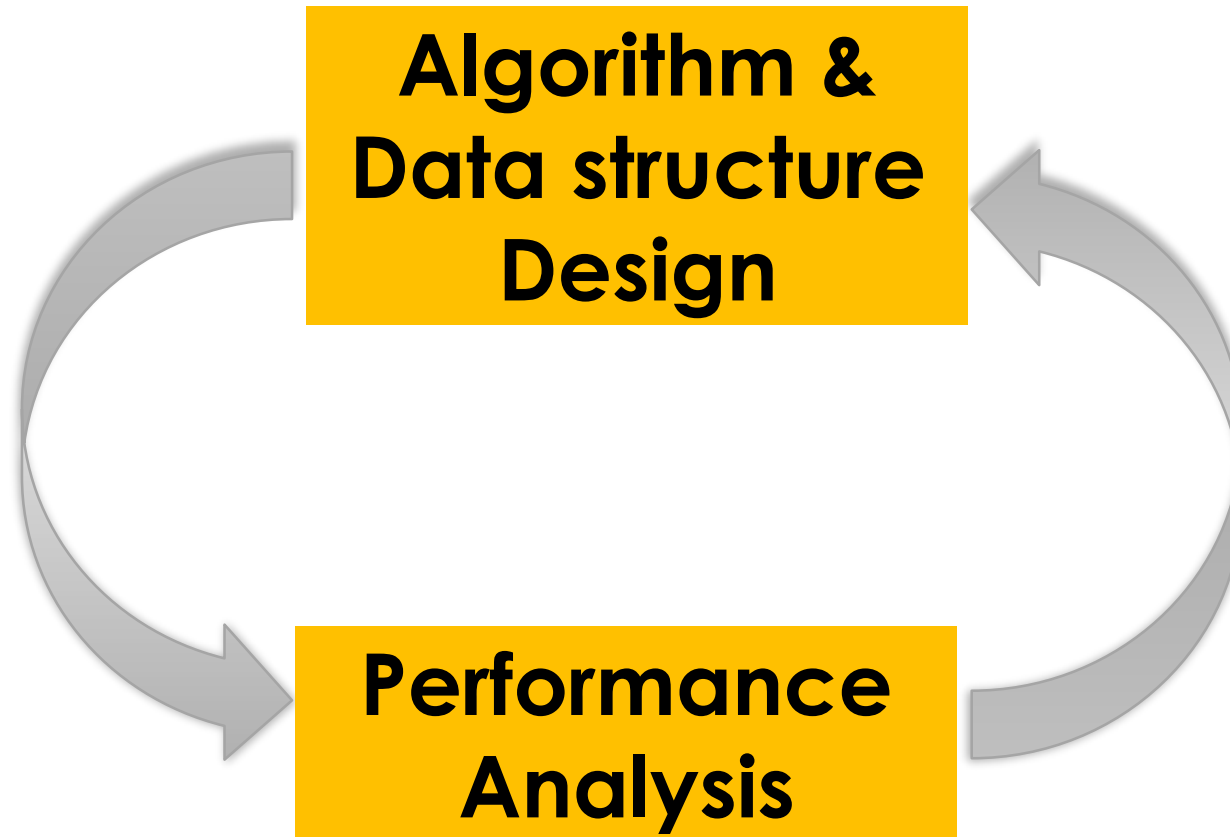 Algorithm &
Data structure
Design
Performance
Analysis